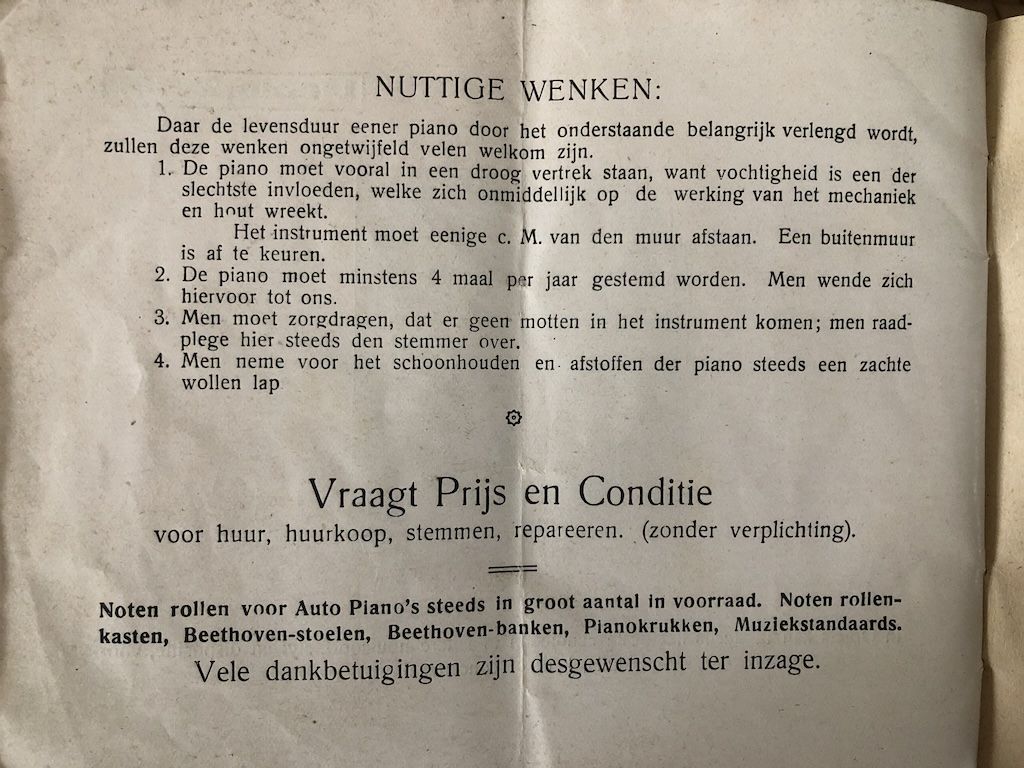 NUTTIGE WENKEN:
Daar de levensduur eener piano door het onderstaande belangrijk verlengd wordt,
zullen deze wenken ongetwijfeld velen welkom zijn.
1. De piano moet vooral in een droog vertrek staan, want vochtigheid is een der
slechtste invloeden, welke zich onmiddellijk op de werking van het mechaniek
en hout wreekt.
Het instrument moet eenige c. M. van den muur afstaan. Een buitenmuur
is af te keuren.
2. De piano moet minstens 4 maal per jaar gestemd worden. Men wende zich
hiervoor tot ons.
3. Men moet zorgdragen, dat er geen motten in het instrument komen; men raad-
plege hier steeds den stemmer over.
4. Men neme voor het schoonhouden en afstoffen der piano steeds een zachte
wollen lap
Vraagt Prijs en Conditie
voor huur, huurkoop, stemmen, repareeren. (zonder verplichting).
Noten rollen voor Auto Piano's steeds in groot aantal in voorraad. Noten rollen-
kasten, Beethoven-stoelen, Beethoven-banken, Pianokrukken, Muziekstandaards.
Vele dankbetuigingen zijn desgewenscht ter inzage.